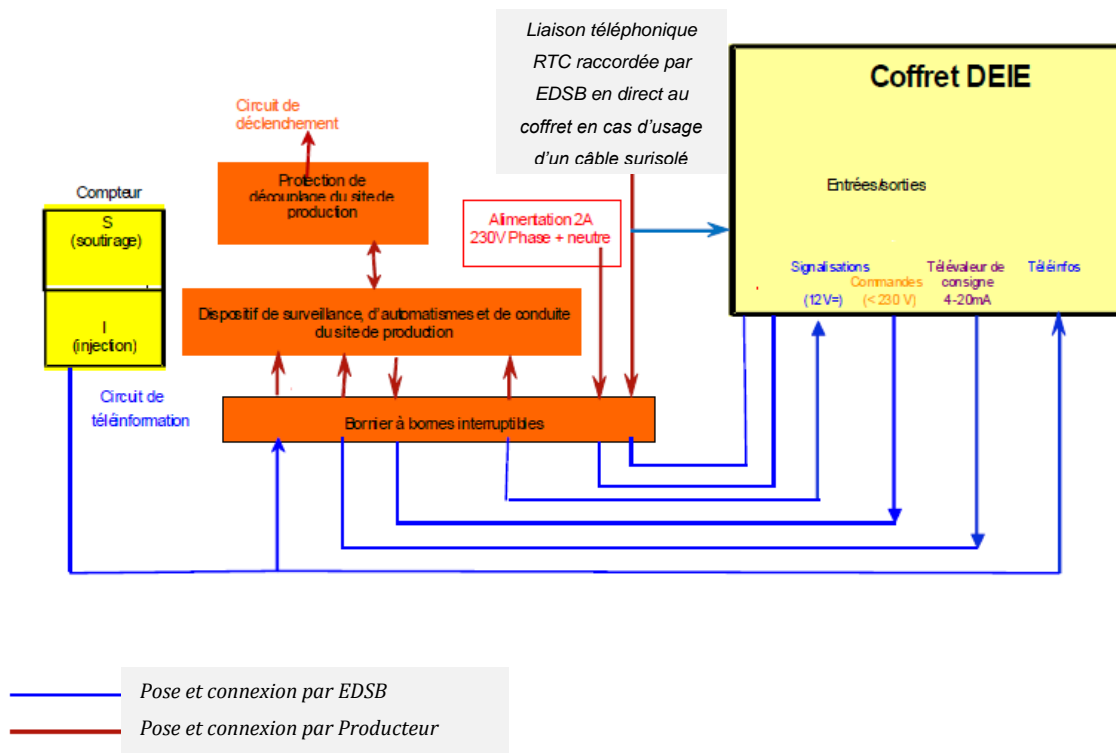 Liaison téléphonique
RTC raccordée par
EDSB en direct au
coffret en cas d'usage
d'un câble surisolé
Coffret DEIE
Circuit de
déclenchement
Protection de
découplage du site de
production
Compteur
S
(soutirage)
I
(injection)
Alimentation 2A
230V Phase + neutre
Entrées/sorties
Signalisations
(12V=)
Commandes
(< 230 V)
Télévaleur de
consigne
4-20mA
Téléinfos
Dispositif de surveillance, d'automatismes et de conduite
du site de production
Circuit de
téléinformation
Bornier à bornes interruptibles
Pose et connexion par EDSB
Pose et connexion par Producteur